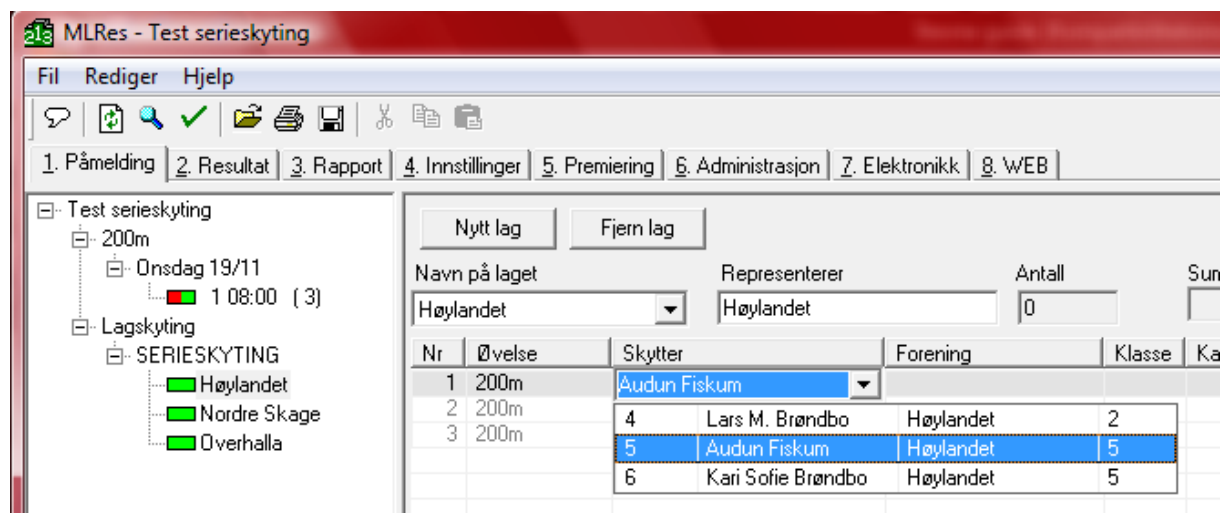 MLRes - Test serieskyting
Fil Rediger Hjelp
1. Påmelding 2. Resultat 3. Rapport 4. Innstillinger 5. Premiering 6. Administrasjon 7. Elektronikk 8. WEB
Test serieskyting
200m
Onsdag 19/11
1 08:00 ( 3)
Lagskyting
SERIESKYTING
Høylandet
Nordre Skage
Overhalla
Nytt lag Fjern lag
Navn på laget Representerer Antall Sum
Høylandet Høylandet 0
Nr Øvelse Skytter Forening Klasse Ka
1 200m Audun Fiskum
2 200m
3 200m
4 Lars M. Brøndbo Høylandet 2
5 Audun Fiskum Høylandet 5
6 Kari Sofie Brøndbo Høylandet 5